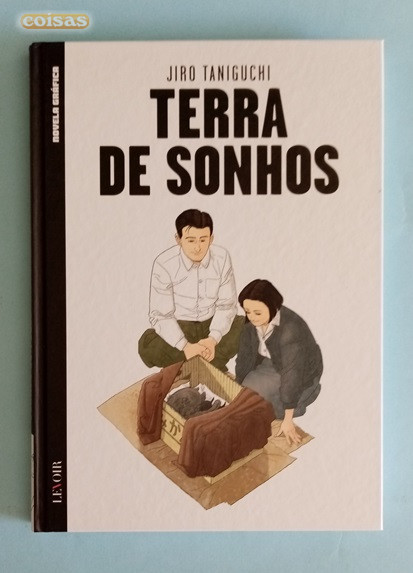 coisas
NOVELA GRÁFICA
JIRO TANIGUCHI
TERRA
DE SONHOS
LEVOIR